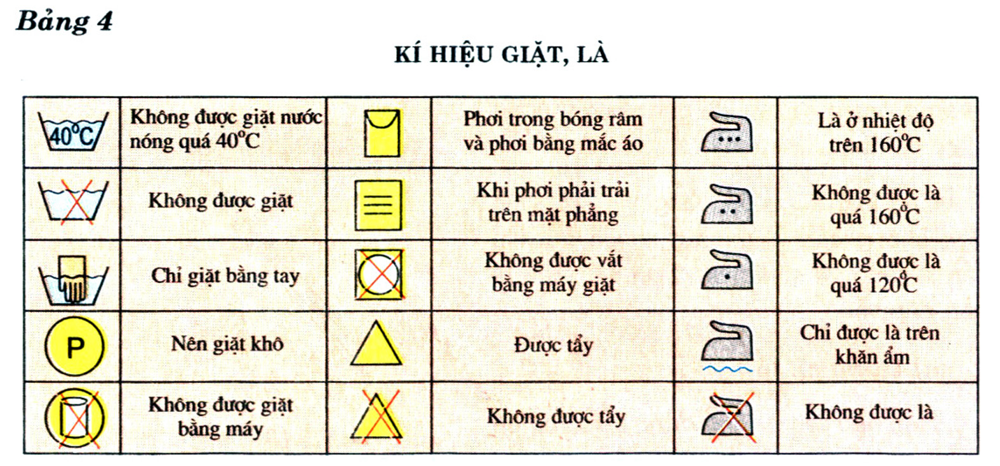 Bảng 4
KÍ HIỆU GIẶT, LÀ
40°C
Không được giặt nước
nóng quá 40°C
Phơi trong bóng râm
và phơi bằng mắc áo
Là ở nhiệt độ
trên 160°C
Không được giặt
Khi phơi phải trải
trên mặt phẳng
Không được là
quá 160°C
Chỉ giặt bằng tay
Không được vắt
bằng máy giặt
Không được là
quá 120°C
P
Nên giặt khô
Được tẩy
Chỉ được là trên
khăn ẩm
Không được giặt
bằng máy
Không được tẩy
Không được là